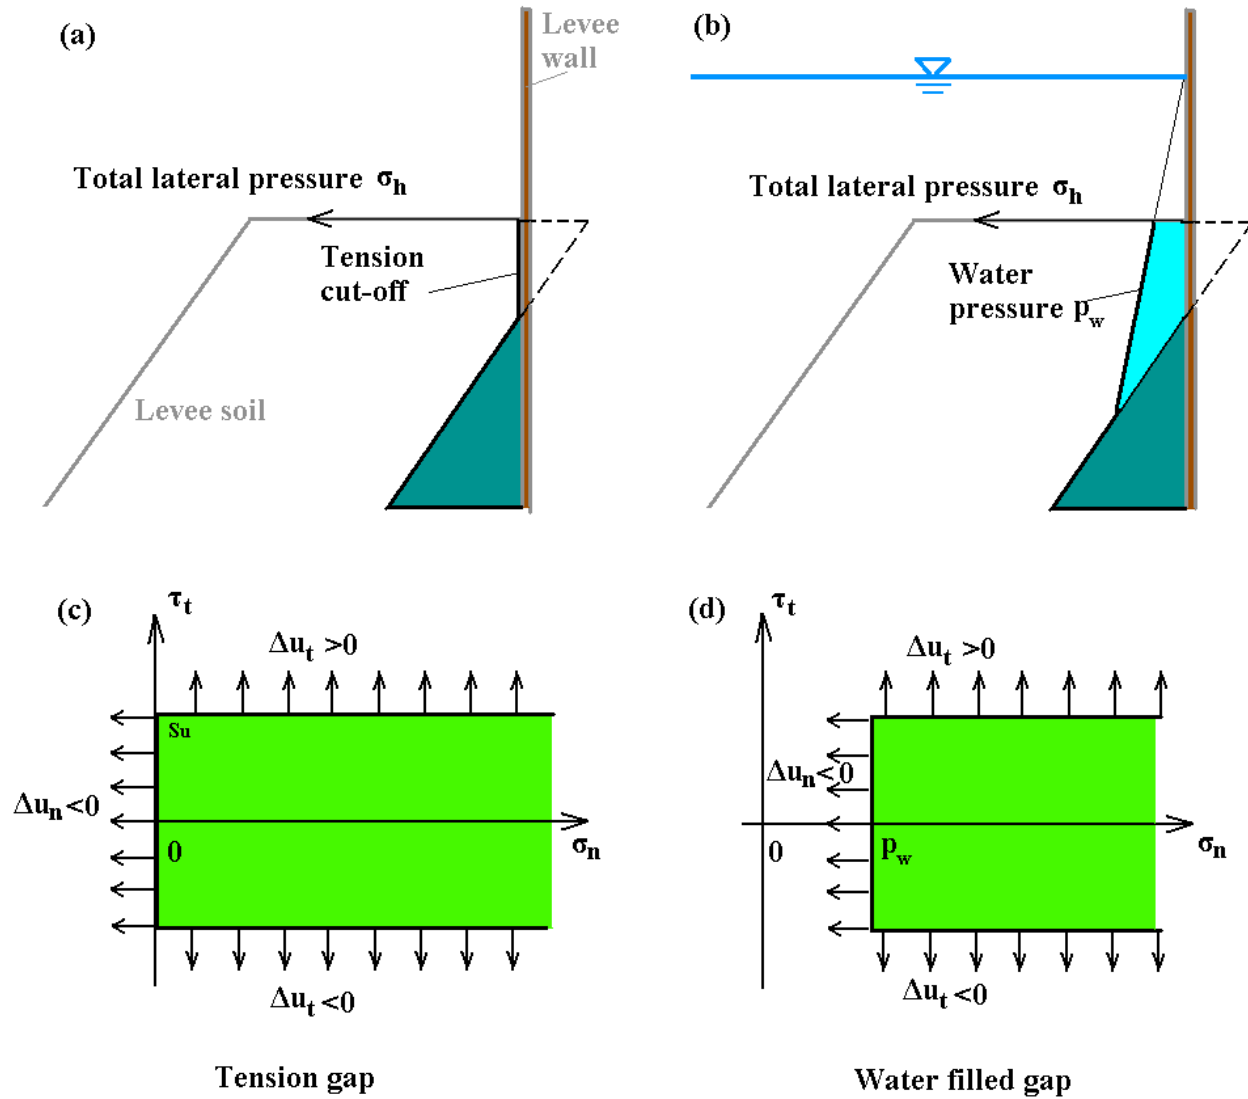 (a)
Levee
wall
Total lateral pressure σh
Tension
cut-off
Levee soil
(b)
Total lateral pressure σh
Water
pressure pw
(c)
τt
Δut >0
Su
Δun <0
0
σn
Δut <0
Tension gap
(d)
τt
Δut >0
Δun <0
0
pw
σn
Δut <0
Water filled gap